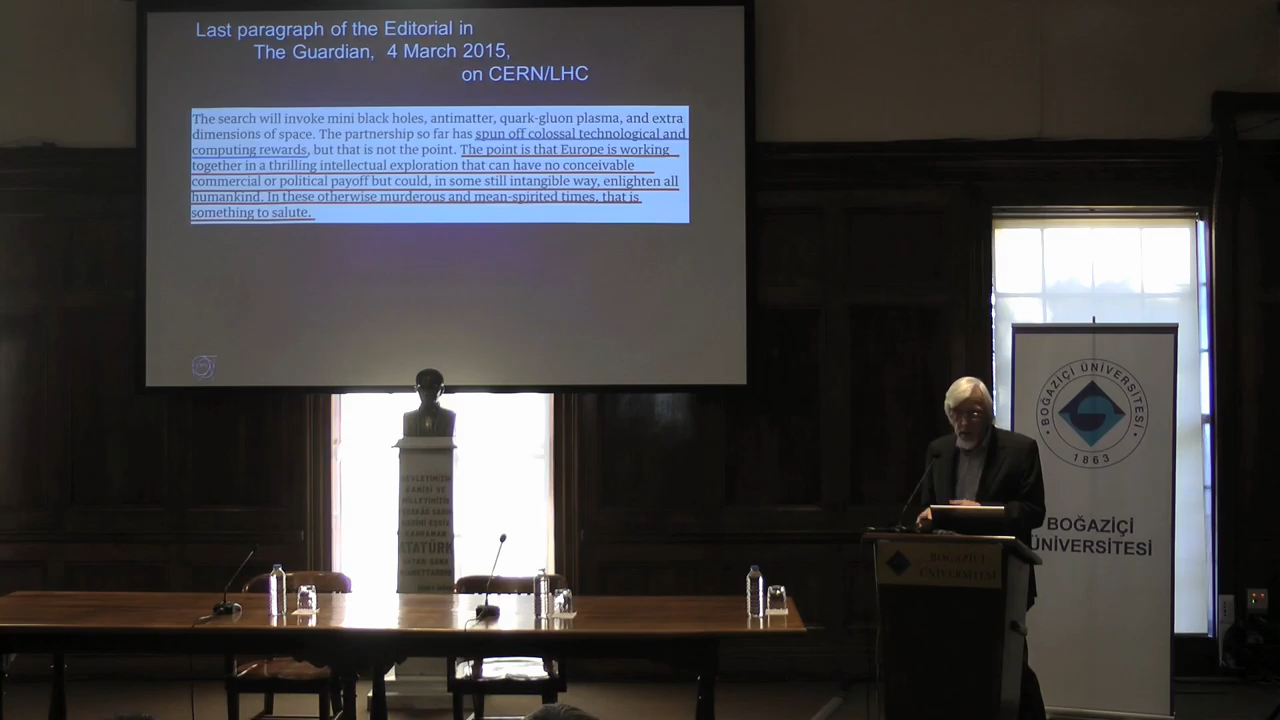 Last paragraph of the Editorial in
The Guardian, 4 March 2015,
on CERN/LHC
The search will invoke mini black holes, antimatter, quark-gluon plasma, and extra
dimensions of space. The partnership so far has spun off colossal technological and
computing rewards, but that is not the point. The point is that Europe is working
together in a thrilling intellectual exploration that can have no conceivable
commercial or political payoff but could, in some still intangible way, enlighten all
humankind. In these otherwise murderous and mean-spirited times, that is
something to salute.
BOĞAZİÇİ ÜNİVERSİTESİ
1863
BOĞAZİÇİ
ÜNİVERSİTESİ
BOĞAZİÇİ
ÜNİVERSİTESİ
ATATÜRK